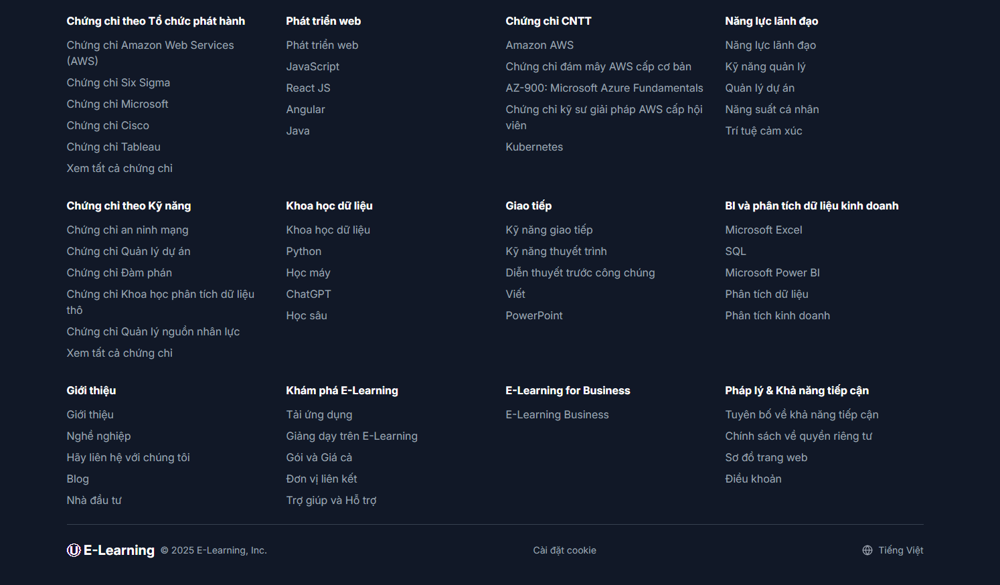 Chứng chỉ theo Tổ chức phát hành
Chứng chỉ Amazon Web Services
(AWS)
Chứng chỉ Six Sigma
Chứng chỉ Microsoft
Chứng chỉ Cisco
Chứng chỉ Tableau
Xem tất cả chứng chỉ
Phát triển web
Phát triển web
JavaScript
React JS
Angular
Java
Chứng chỉ CNTT
Amazon AWS
Chứng chỉ đám mây AWS cấp cơ bản
AZ-900: Microsoft Azure Fundamentals
Chứng chỉ kỹ sư giải pháp AWS cấp hội
viên
Kubernetes
Năng lực lãnh đạo
Năng lực lãnh đạo
Kỹ năng quản lý
Quản lý dự án
Năng suất cá nhân
Trí tuệ cảm xúc
Chứng chỉ theo Kỹ năng
Chứng chỉ an ninh mạng
Chứng chỉ Quản lý dự án
Chứng chỉ Đàm phán
Chứng chỉ Khoa học phân tích dữ liệu
thô
Chứng chỉ Quản lý nguồn nhân lực
Xem tất cả chứng chỉ
Khoa học dữ liệu
Khoa học dữ liệu
Python
Học máy
ChatGPT
Học sâu
Giao tiếp
Kỹ năng giao tiếp
Kỹ năng thuyết trình
Diễn thuyết trước công chúng
Viết
PowerPoint
BI và phân tích dữ liệu kinh doanh
Microsoft Excel
SQL
Microsoft Power BI
Phân tích dữ liệu
Phân tích kinh doanh
Giới thiệu
Giới thiệu
Nghề nghiệp
Hãy liên hệ với chúng tôi
Blog
Nhà đầu tư
Khám phá E-Learning
Tải ứng dụng
Giảng dạy trên E-Learning
Gói và Giá cả
Đơn vị liên kết
Trợ giúp và Hỗ trợ
E-Learning for Business
E-Learning Business
Pháp lý & Khả năng tiếp cận
Tuyên bố về khả năng tiếp cận
Chính sách về quyền riêng tư
Sơ đồ trang web
Điều khoản
U E-Learning © 2025 E-Learning, Inc.
Cài đặt cookie
Tiếng Việt